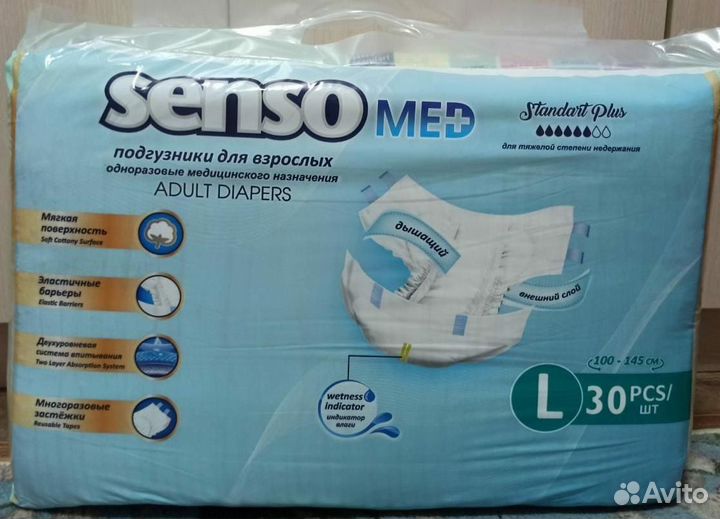 senso MED
Standart Plus
для тяжелой степени недержания
подгузники для взрослых
одноразовые медицинского назначения
ADULT DIAPERS
Мягкая
поверхность
Soft Cottony Surface
Эластичные
барьеры
Elastic Barriers
Двухуровневая
система впитывания
Two Layer Absorption System
Многоразовые
застёжки
Reusable Tapes
дышащий
внешний слой
wetness
indicator
индикатор
влаги
100 - 145 см
L 30 PCS/
шт
Avito